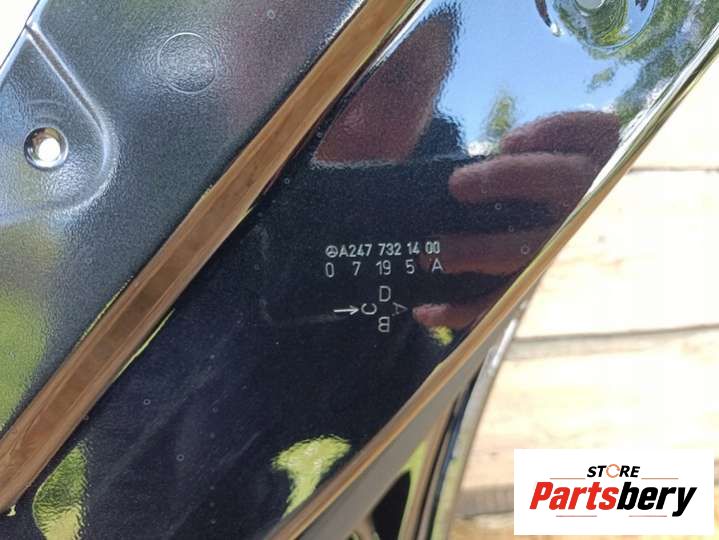 A247 732 14 00
0 7 19 5 A
D
→ C A
B
STORE
Partsbery